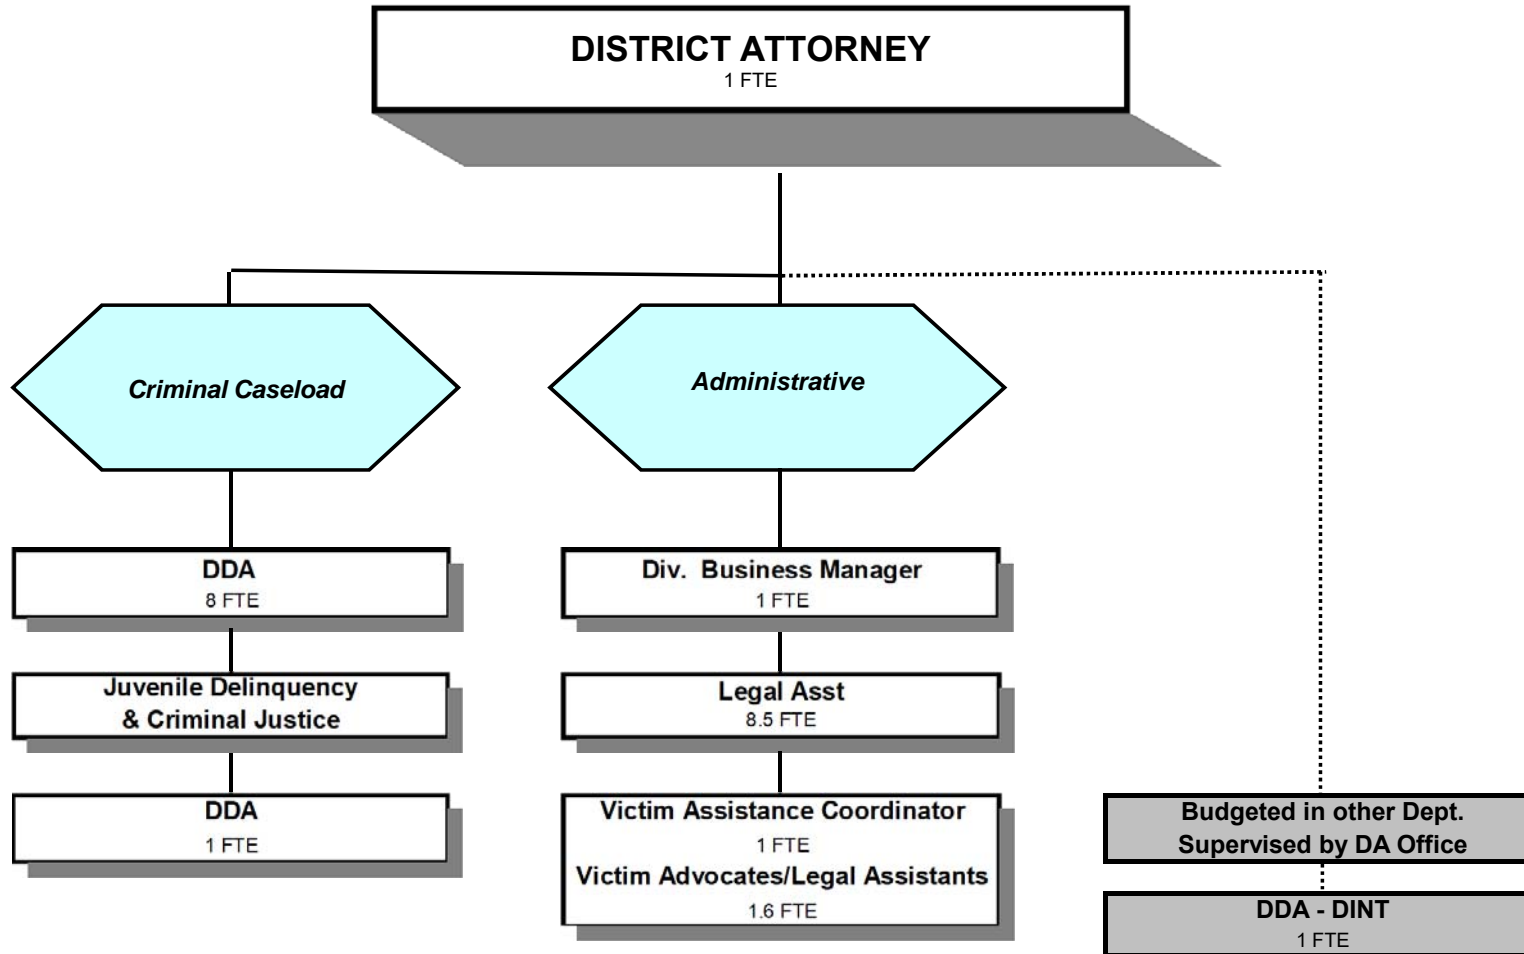 DISTRICT ATTORNEY
1 FTE
Criminal Caseload
Administrative
DDA
8 FTE
Juvenile Delinquency
& Criminal Justice
DDA
1 FTE
Div. Business Manager
1 FTE
Legal Asst
8.5 FTE
Victim Assistance Coordinator
1 FTE
Victim Advocates/Legal Assistants
1.6 FTE
Budgeted in other Dept.
Supervised by DA Office
DDA - DINT
1 FTE